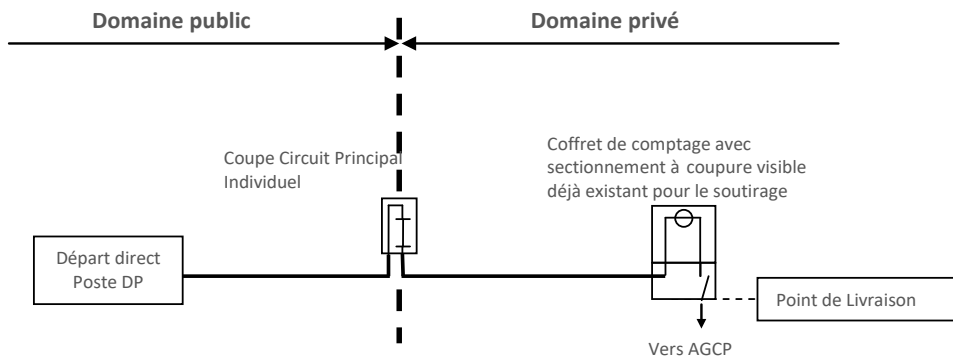 Domaine public
Domaine privé
Coupe Circuit Principal
Individuel
Coffret de comptage avec
sectionnement à coupure visible
déjà existant pour le soutirage
Départ direct
Poste DP
Point de Livraison
Vers AGCP